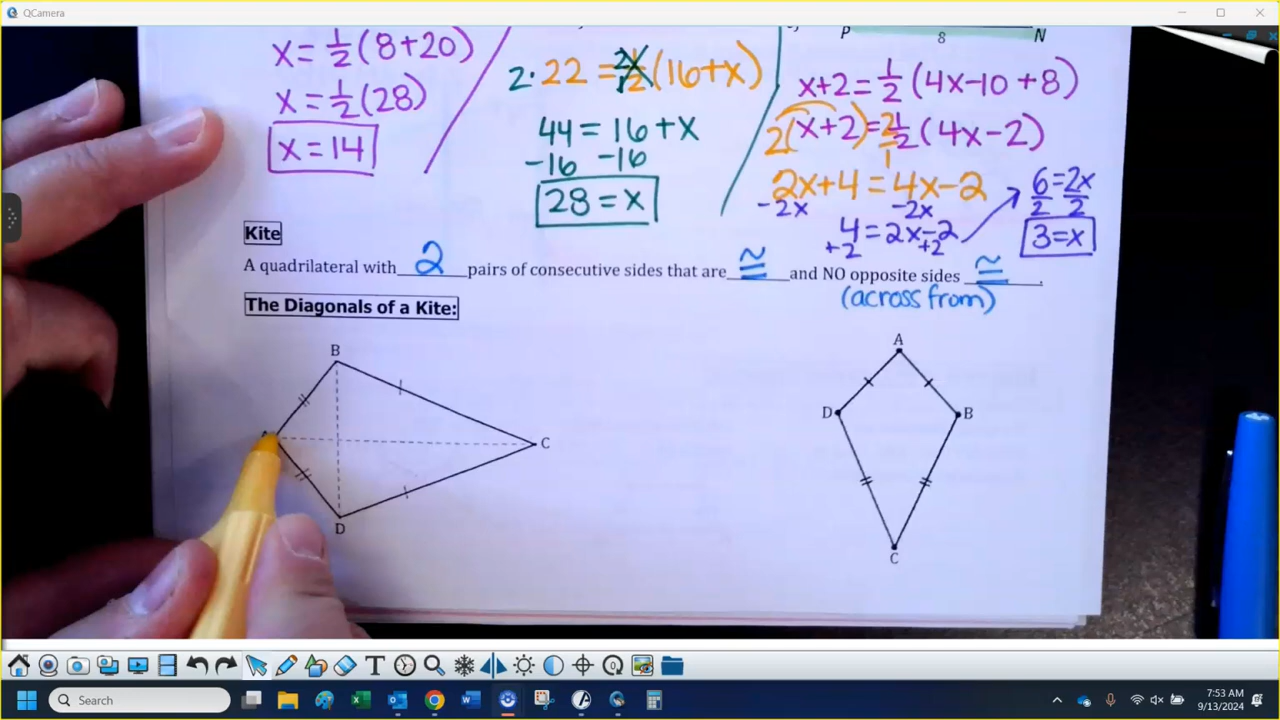 QCamera
P 8 N
x = 1/2 (8+20)
x = 1/2 (28)
x = 14
2 · 22 = 2/1 · 1/2 (16+x)
44 = 16 + x
-16 -16
28 = x
x+2 = 1/2 (4x-10+8)
2(x+2) = 2/1 · 1/2 (4x-2)
2x+4 = 4x-2
-2x -2x
4 = 2x-2
+2 +2
6 = 2x
2 2
3 = x
Kite
A quadrilateral with 2 pairs of consecutive sides that are ≅ and NO opposite sides ≅.
(across from)
The Diagonals of a Kite:
B
C
D
A
D
B
C
Search
7:53 AM
9/13/2024